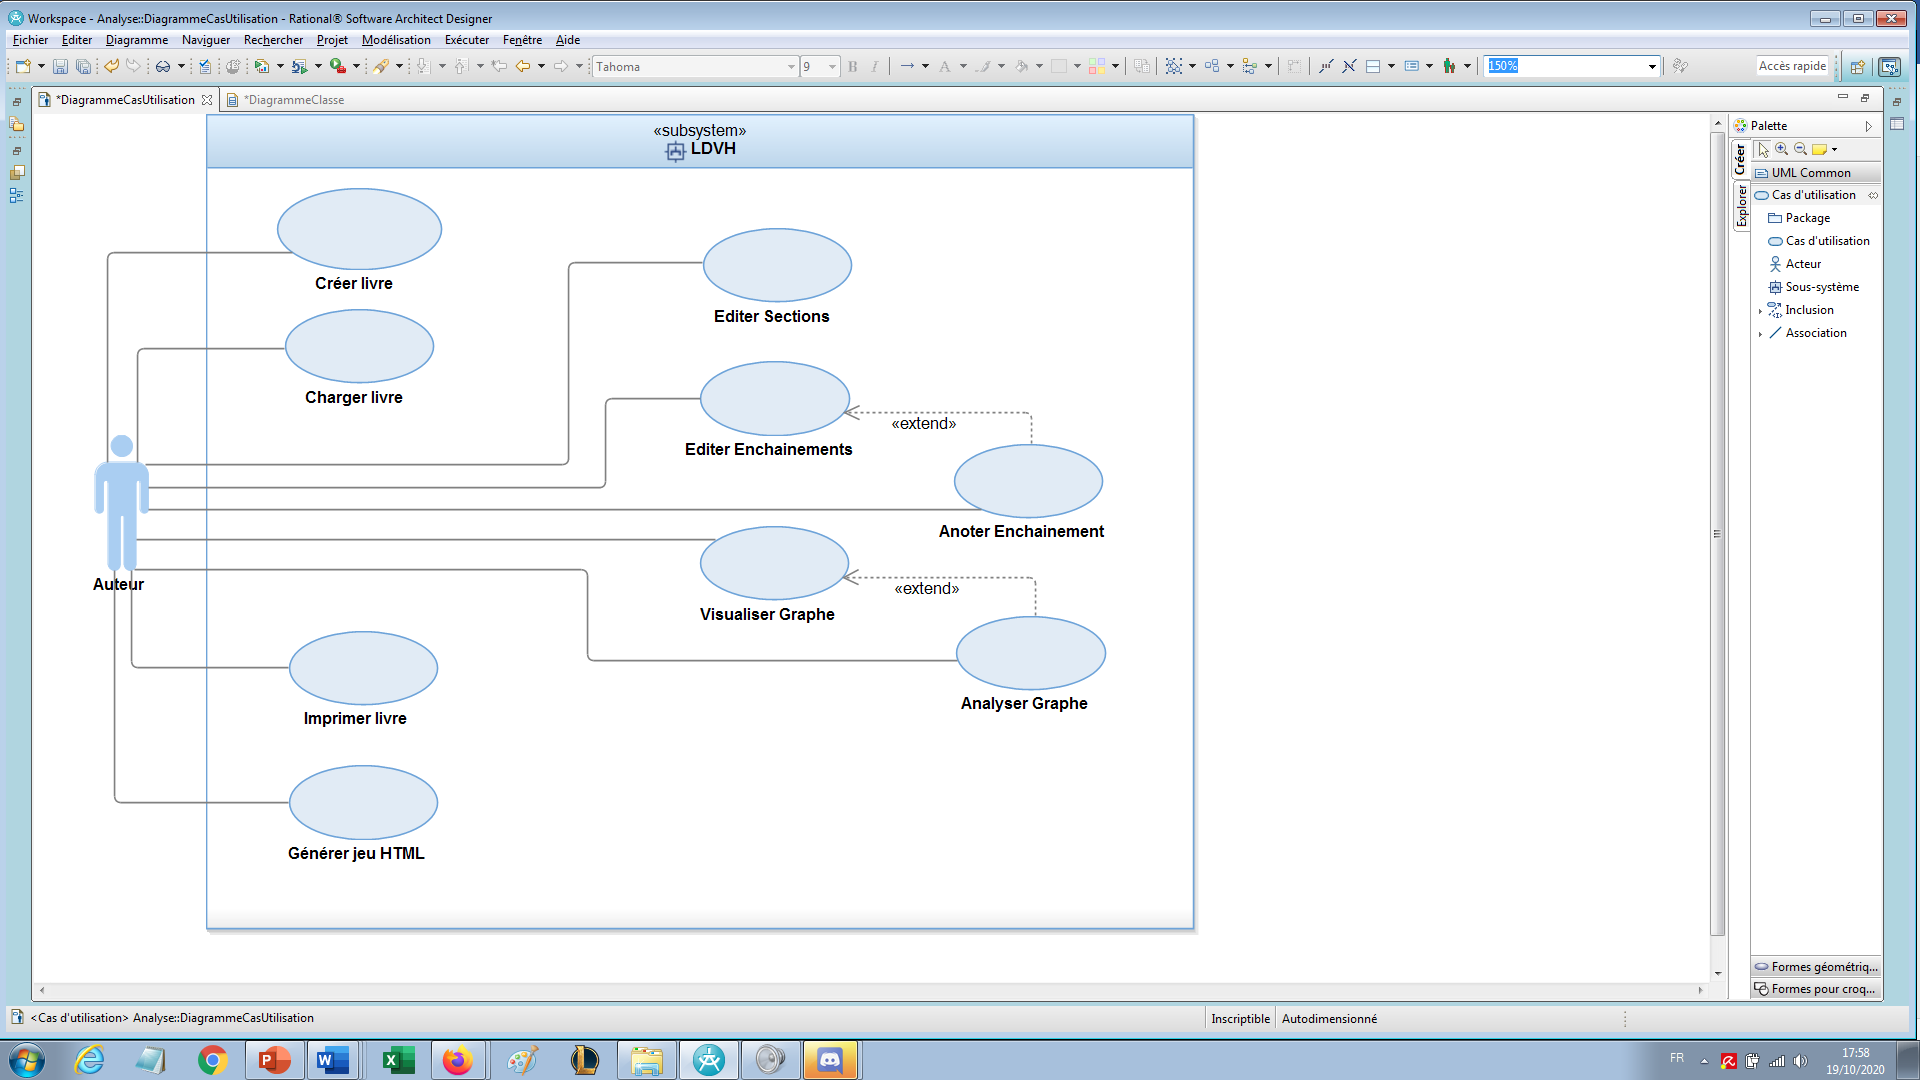 Workspace - Analyse::DiagrammeCasUtilisation - Rational® Software Architect Designer
Fichier Editer Diagramme Naviguer Rechercher Projet Modélisation Exécuter Fenêtre Aide
Tahoma 9 B I A 150% Accès rapide
*DiagrammeCasUtilisation *DiagrammeClasse
«subsystem»
LDVH
Créer livre
Editer Sections
Charger livre
Editer Enchainements
«extend»
Anoter Enchainement
Auteur
Visualiser Graphe
«extend»
Analyser Graphe
Imprimer livre
Générer jeu HTML
Palette
Créer
Explorer
UML Common
Cas d'utilisation
Package
Cas d'utilisation
Acteur
Sous-système
Inclusion
Association
Formes géométriq...
Formes pour croq...
<Cas d'utilisation> Analyse::DiagrammeCasUtilisation
Inscriptible Autodimensionné
FR
17:58
19/10/2020